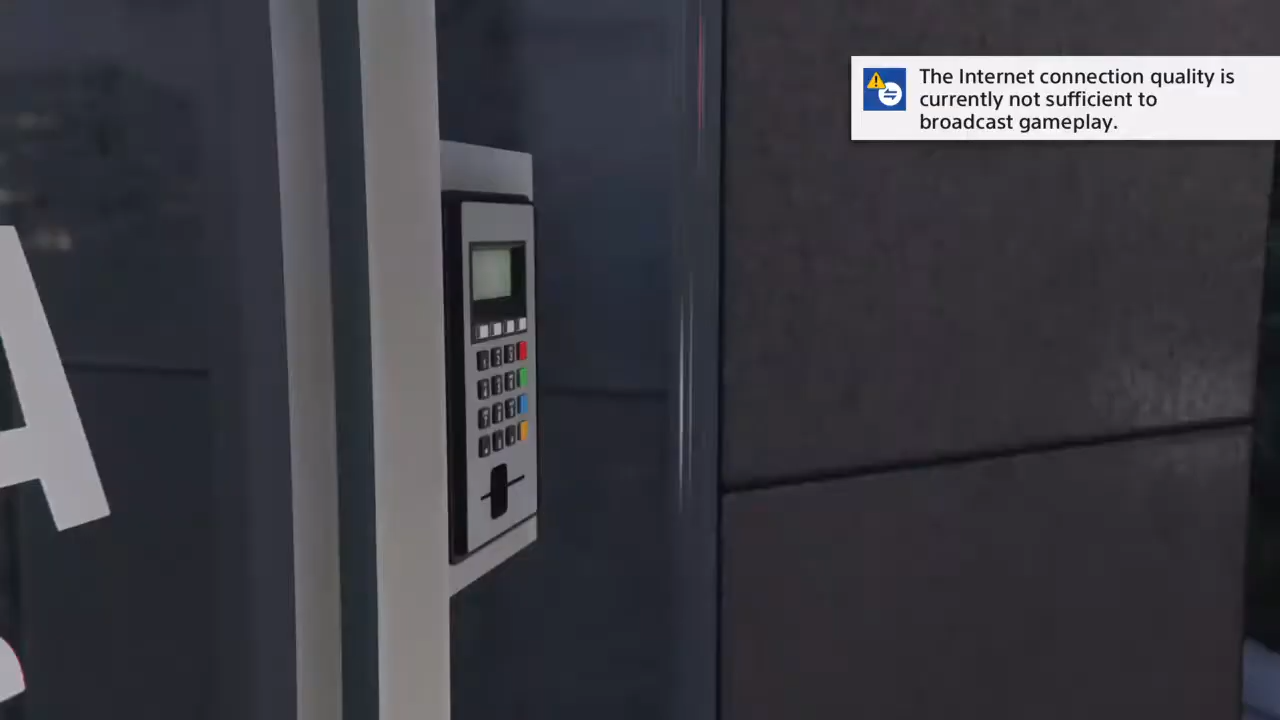 The Internet connection quality is
currently not sufficient to
broadcast gameplay.
A